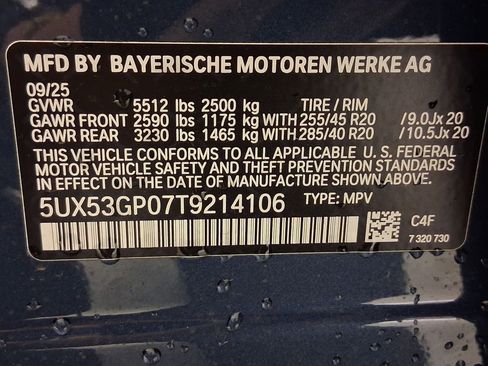 MFD BY BAYERISCHE MOTOREN WERKE AG
09/25
GVWR 5512 lbs 2500 kg TIRE / RIM
GAWR FRONT 2590 lbs 1175 kg WITH 255/45 R20 /9.0Jx 20
GAWR REAR 3230 lbs 1465 kg WITH 285/40 R20 /10.5Jx 20
THIS VEHICLE CONFORMS TO ALL APPLICABLE U.S. FEDERAL
MOTOR VEHICLE SAFETY AND THEFT PREVENTION STANDARDS
IN EFFECT ON THE DATE OF MANUFACTURE SHOWN ABOVE.
5UX53GP07T9214106 TYPE: MPV
C4F
7 320 730